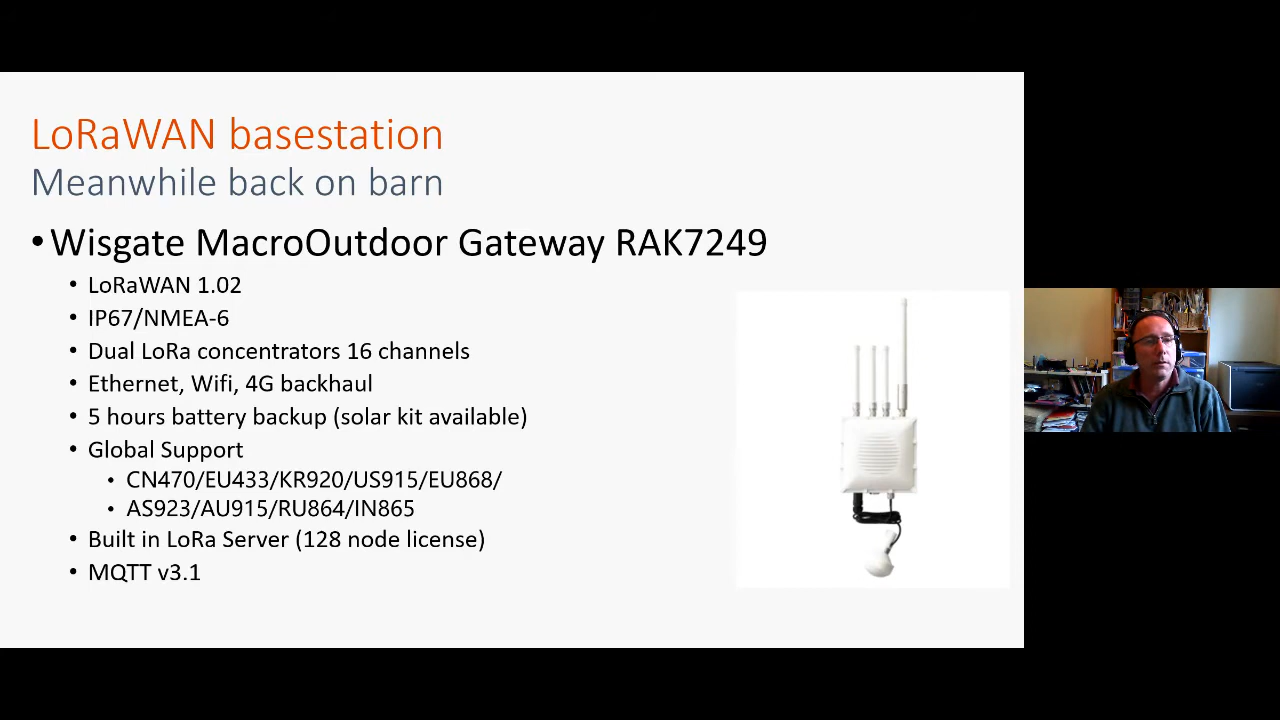 LoRaWAN basestation
Meanwhile back on barn
• Wisgate MacroOutdoor Gateway RAK7249
• LoRaWAN 1.02
• IP67/NMEA-6
• Dual LoRa concentrators 16 channels
• Ethernet, Wifi, 4G backhaul
• 5 hours battery backup (solar kit available)
• Global Support
• CN470/EU433/KR920/US915/EU868/
• AS923/AU915/RU864/IN865
• Built in LoRa Server (128 node license)
• MQTT v3.1